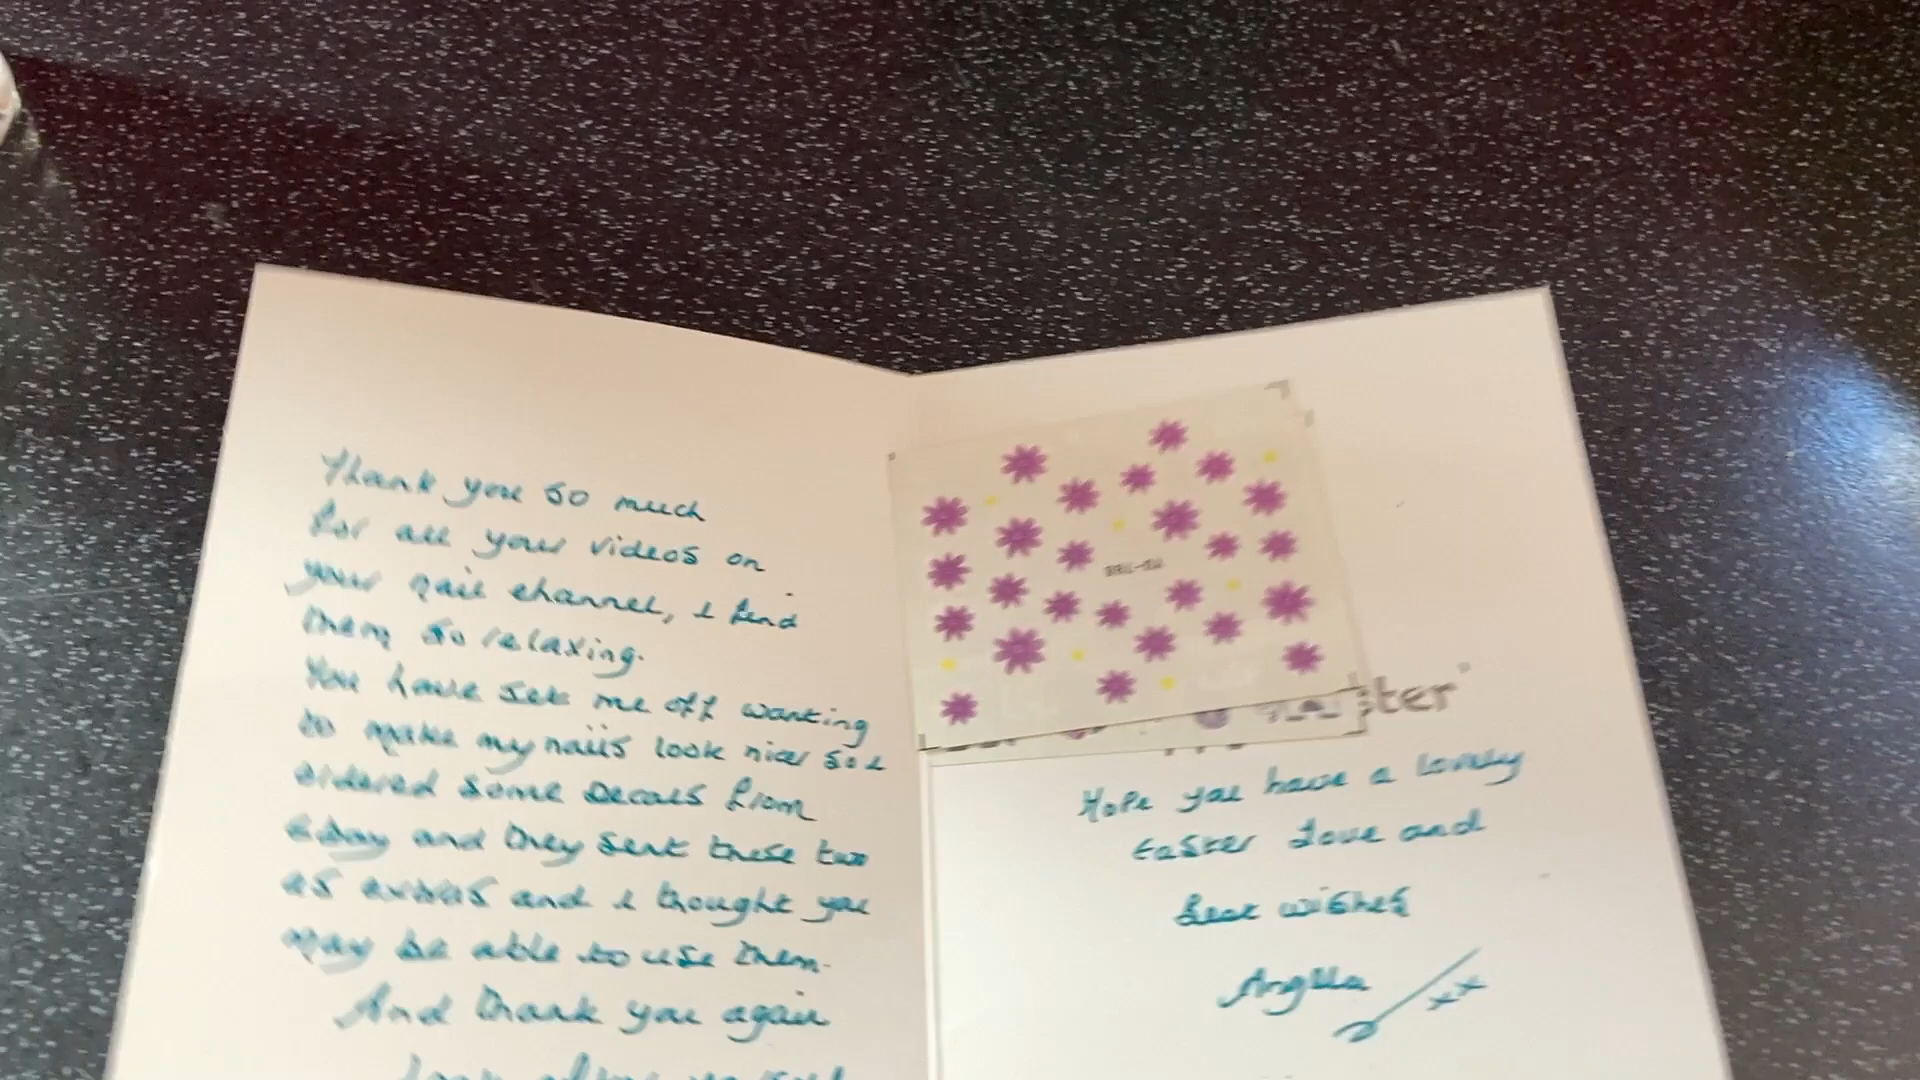 Thank you so much
for all your videos on
your nail channel, I find
them so relaxing.
You have set me off wanting
to make my nails look nice so I
ordered some decals from
ebay and they sent these two
as extras and I thought you
may be able to use them.
And thank you again
ster
Hope you have a lovely
Easter Love and
Best wishes
Angela
xx